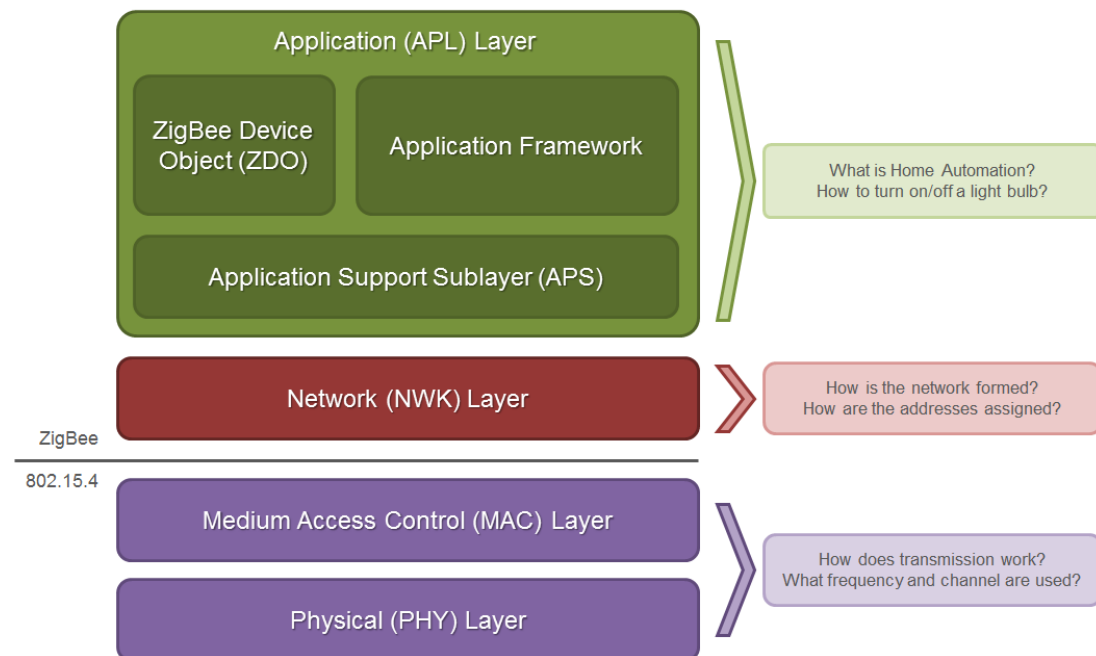 Application (APL) Layer
ZigBee Device
Object (ZDO)
Application Framework
Application Support Sublayer (APS)
What is Home Automation?
How to turn on/off a light bulb?
Network (NWK) Layer
How is the network formed?
How are the addresses assigned?
ZigBee
802.15.4
Medium Access Control (MAC) Layer
Physical (PHY) Layer
How does transmission work?
What frequency and channel are used?